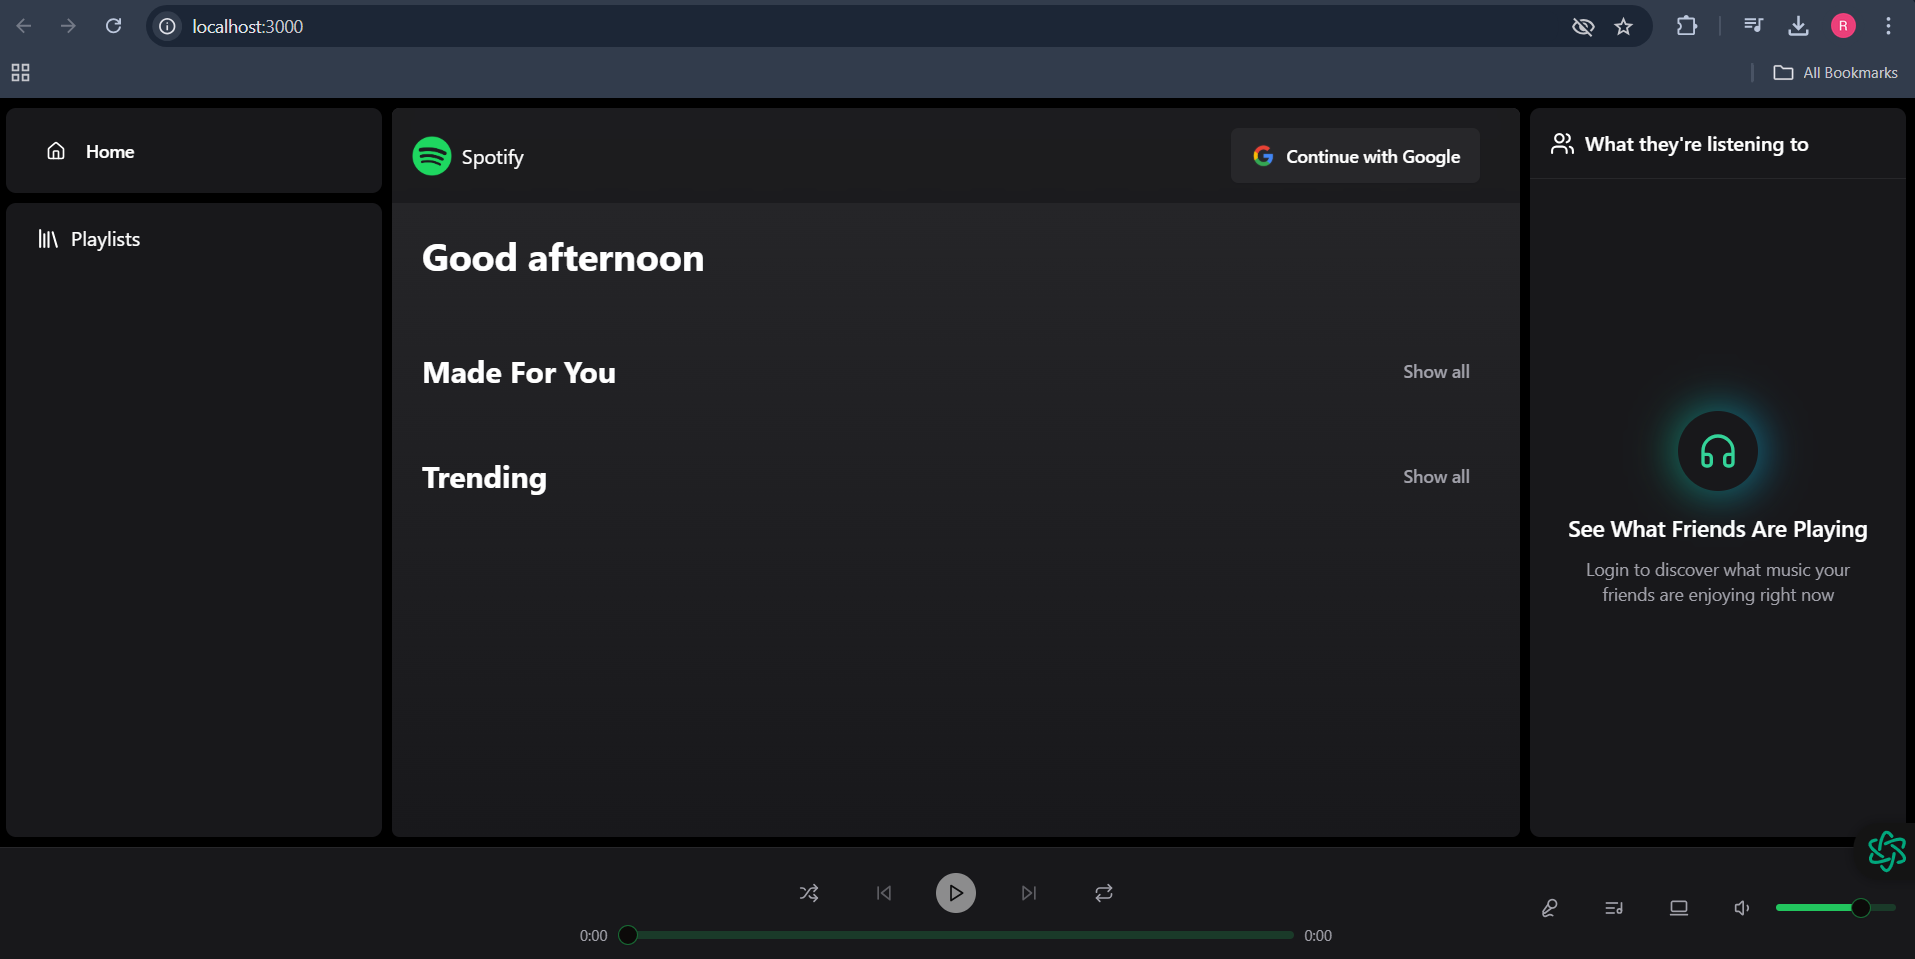 localhost:3000
R
All Bookmarks
Home
Playlists
Spotify
Continue with Google
Good afternoon
Made For You
Show all
Trending
Show all
What they're listening to
See What Friends Are Playing
Login to discover what music your
friends are enjoying right now
0:00
0:00